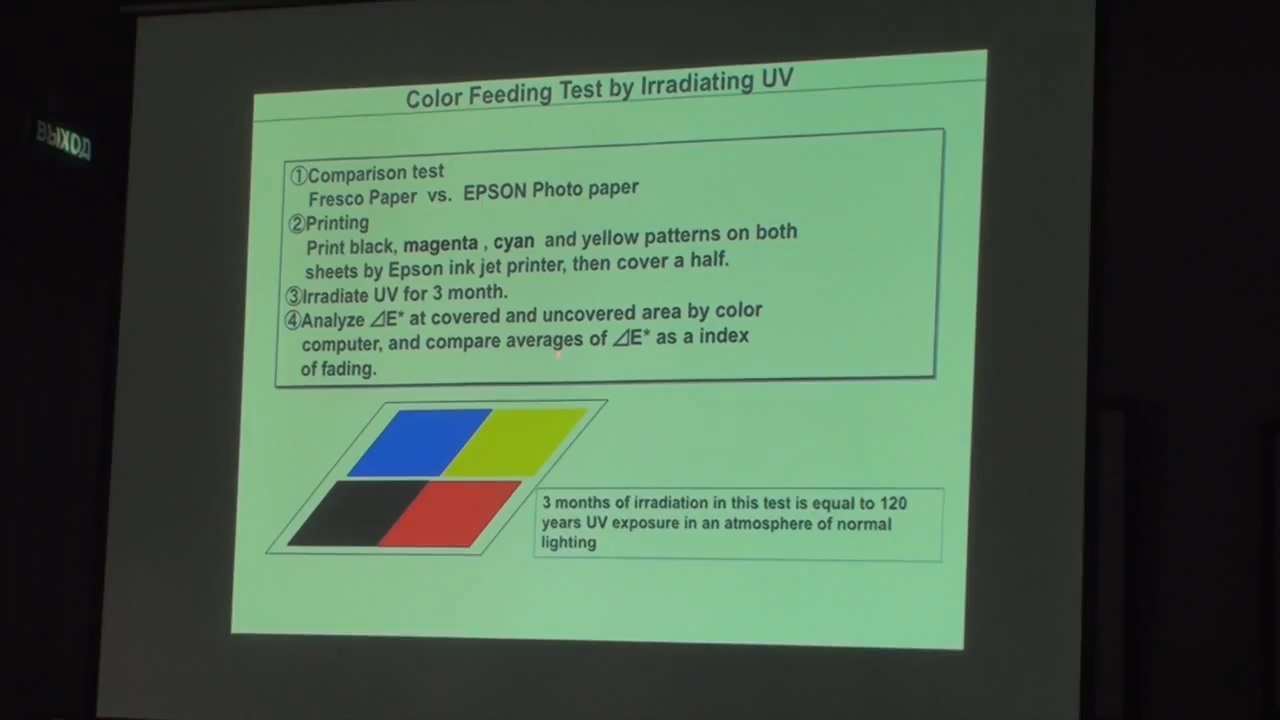 Color Feeding Test by Irradiating UV
ВЫХОД
①Comparison test
Fresco Paper vs. EPSON Photo paper
②Printing
Print black, magenta , cyan and yellow patterns on both
sheets by Epson ink jet printer, then cover a half.
③Irradiate UV for 3 month.
④Analyze ⊿E* at covered and uncovered area by color
computer, and compare averages of ⊿E* as a index
of fading.
3 months of irradiation in this test is equal to 120
years UV exposure in an atmosphere of normal
lighting